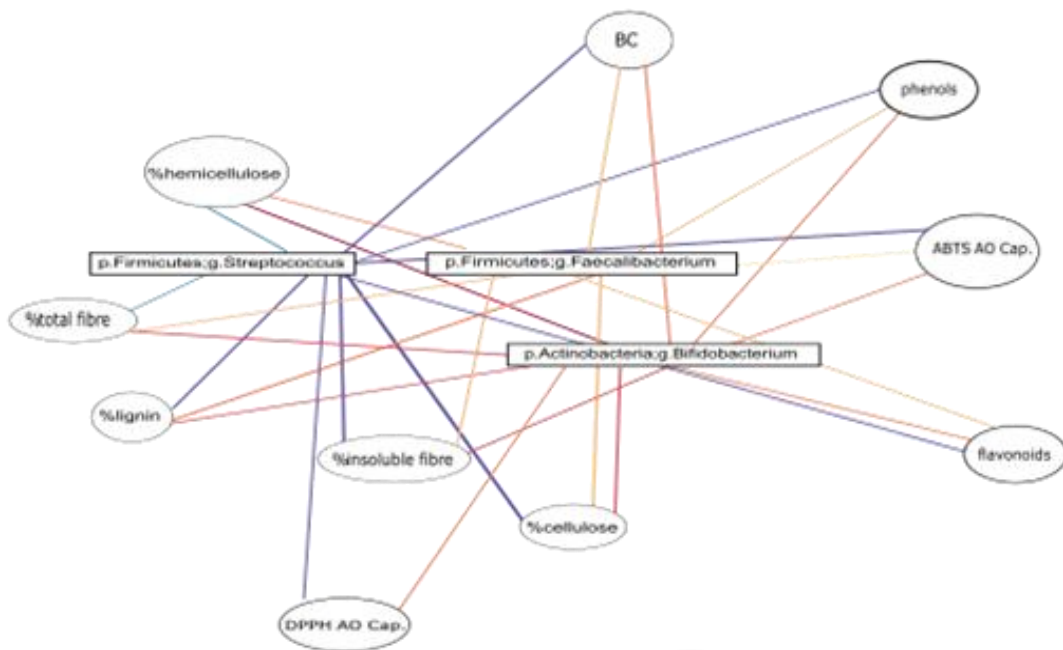 BC
phenols
%hemicellulose
ABTS AO Cap.
p.Firmicutes;g.Streptococcus
p.Firmicutes;g.Faecalibacterium
%total fibre
p.Actinobacteria;g.Bifidobacterium
%lignin
%insoluble fibre
flavonoids
%cellulose
DPPH AO Cap.